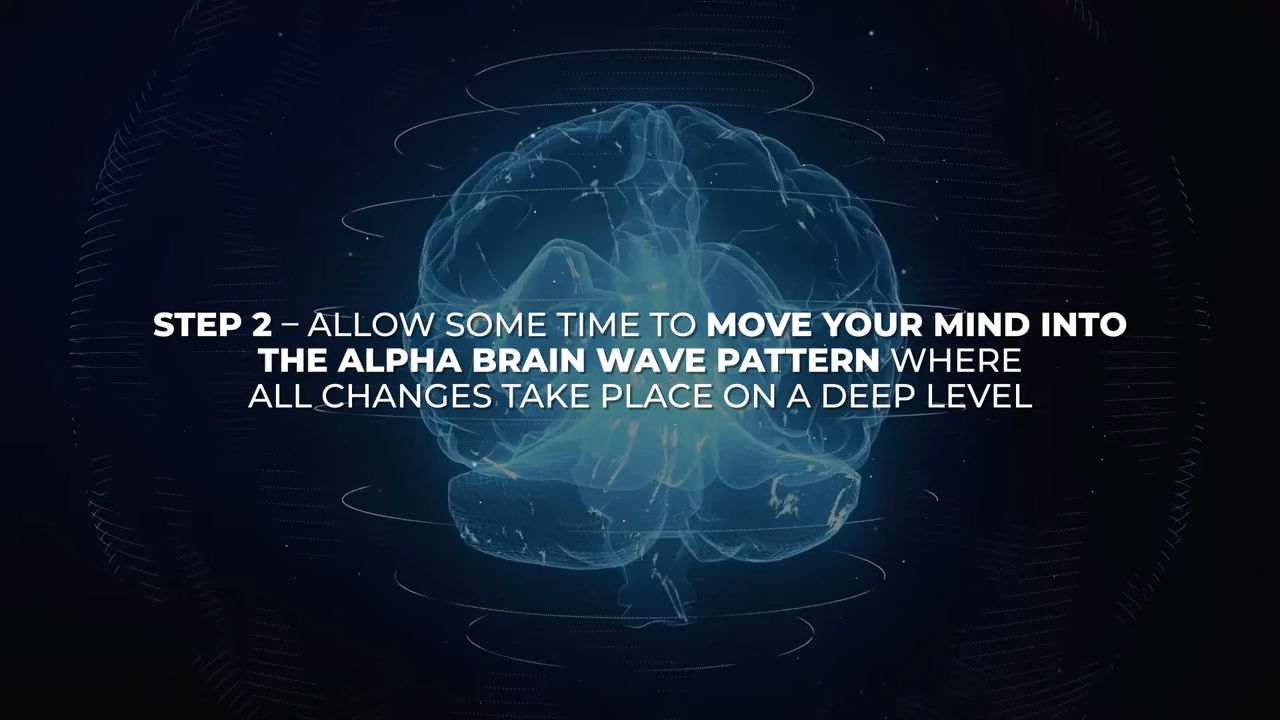 STEP 2 – ALLOW SOME TIME TO MOVE YOUR MIND INTO
THE ALPHA BRAIN WAVE PATTERN WHERE
ALL CHANGES TAKE PLACE ON A DEEP LEVEL